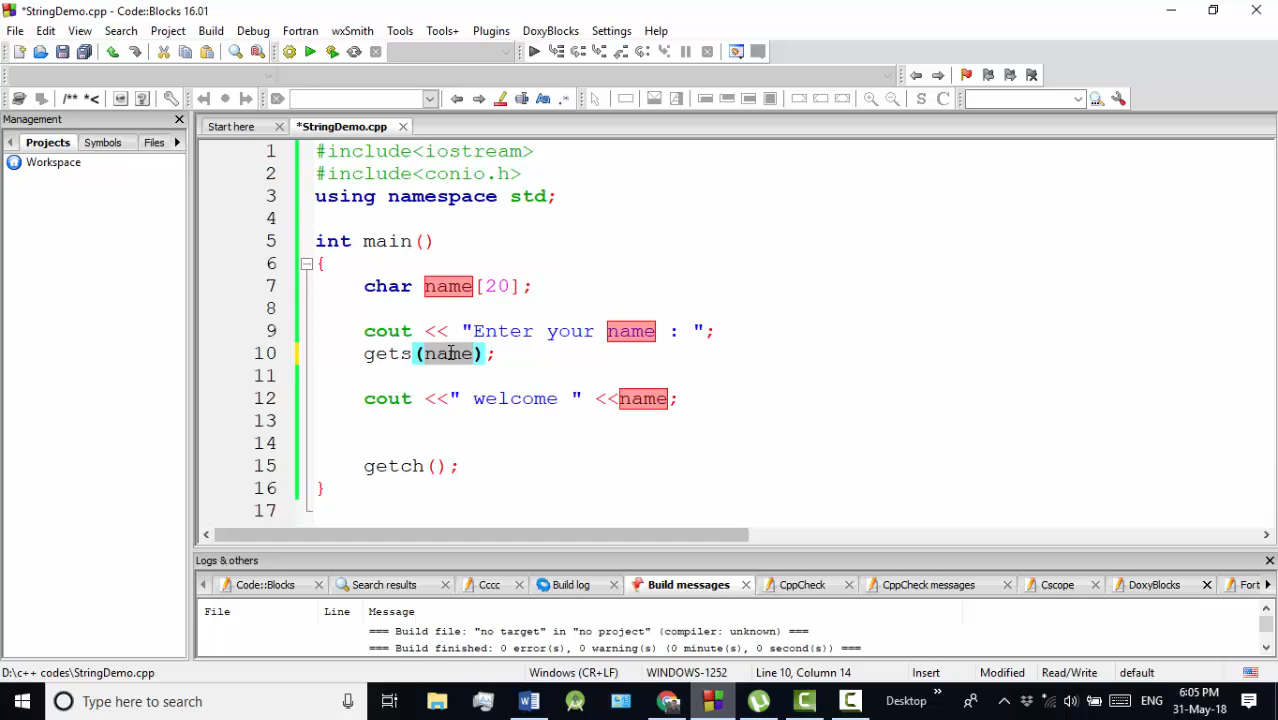 *StringDemo.cpp - Code::Blocks 16.01
File Edit View Search Project Build Debug Fortran wxSmith Tools Tools+ Plugins DoxyBlocks Settings Help
/** *<
S C
Management
Start here *StringDemo.cpp
Projects Symbols Files
Workspace
1 #include<iostream>
2 #include<conio.h>
3 using namespace std;
4
5 int main()
6 {
7 char name[20];
8
9 cout << "Enter your name : ";
10 gets(name);
11
12 cout <<" welcome " <<name;
13
14
15 getch();
16 }
17
Logs & others
Code::Blocks Search results Cccc Build log Build messages CppCheck CppCheck messages Cscope DoxyBlocks Fort
File Line Message
=== Build file: "no target" in "no project" (compiler: unknown) ===
=== Build finished: 0 error(s), 0 warning(s) (0 minute(s), 0 second(s)) ===
D:\c++ codes\StringDemo.cpp Windows (CR+LF) WINDOWS-1252 Line 10, Column 14 Insert Modified Read/Write default
Type here to search Desktop ENG 6:05 PM
31-May-18